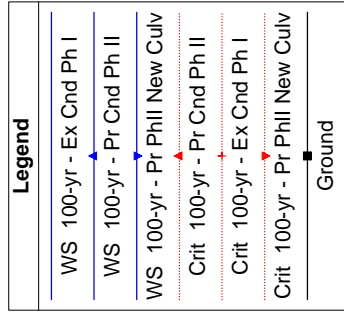 Legend
WS 100-yr - Ex Cnd Ph I
WS 100-yr - Pr Cnd Ph II
WS 100-yr - Pr PhII New Culv
Crit 100-yr - Pr Cnd Ph II
Crit 100-yr - Ex Cnd Ph I
Crit 100-yr - Pr PhII New Culv
Ground